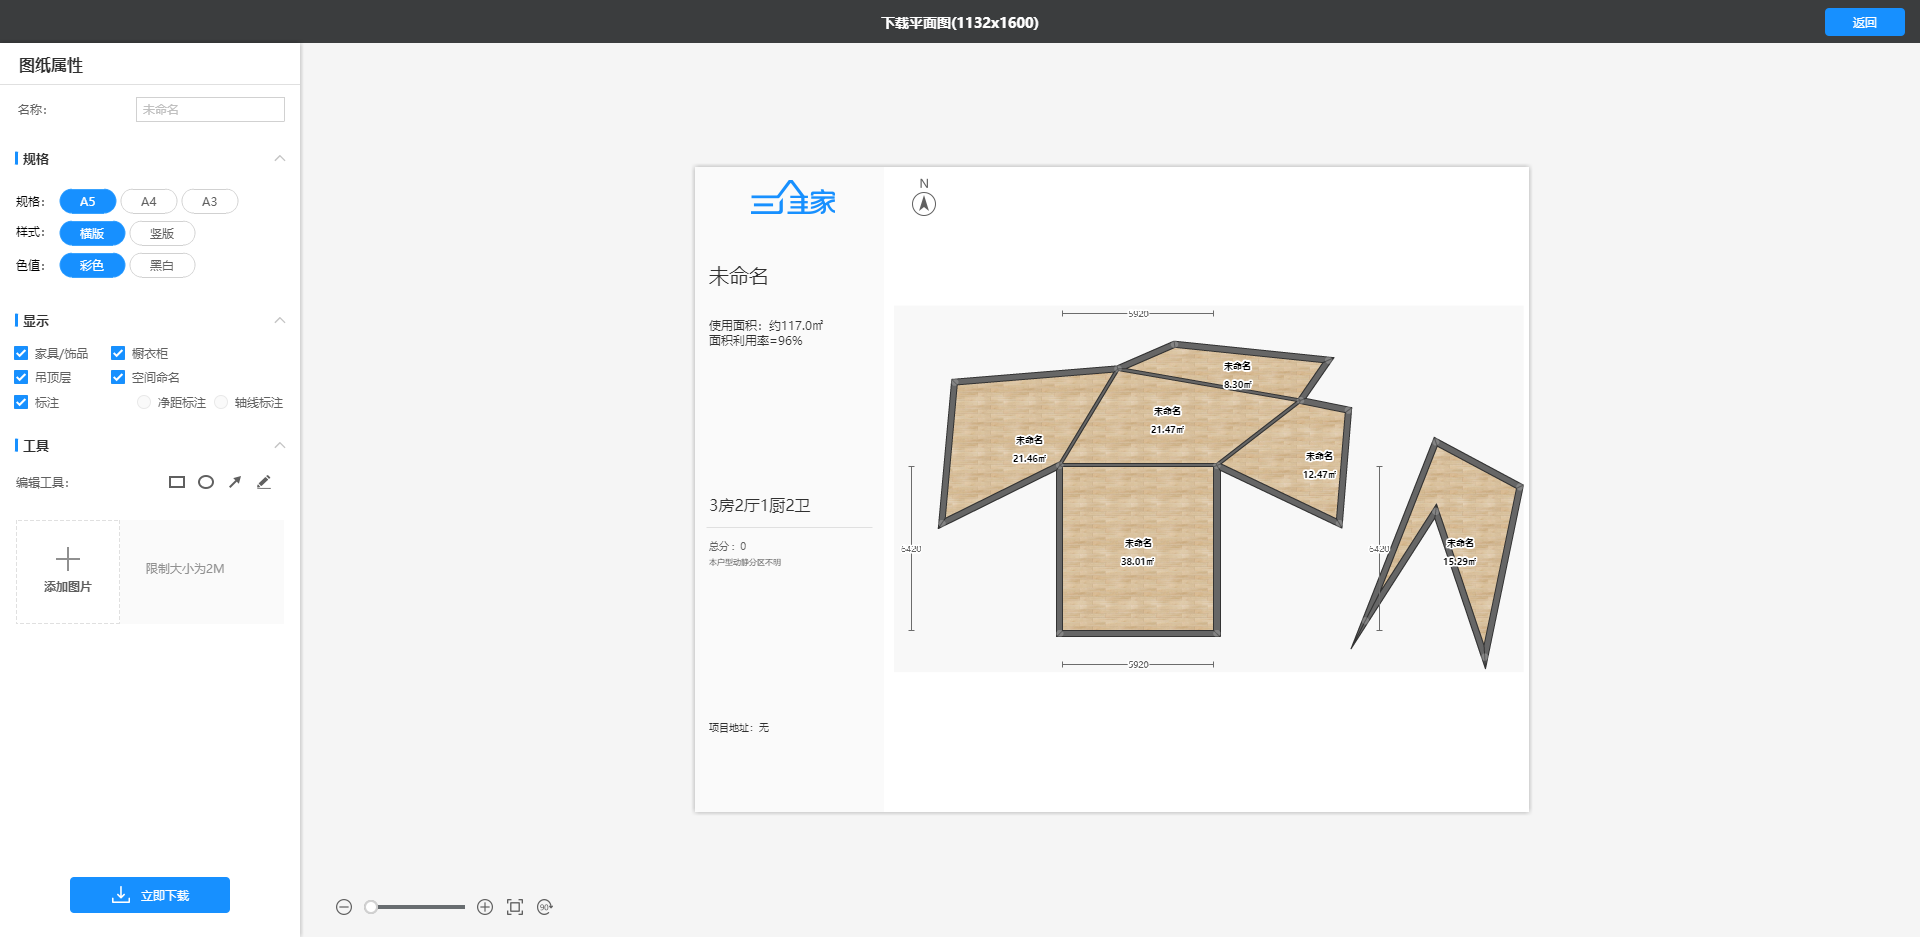 下载平面图(1132x1600)
返回
图纸属性
名称：
未命名
规格
规格： A5 A4 A3
样式： 横版 竖版
色值： 彩色 黑白
显示
家具/饰品 橱衣柜
吊顶层 空间命名
标注 净距标注 轴线标注
工具
编辑工具：
添加图片
限制大小为2M
立即下载
三维家
N
未命名
使用面积：约117.0㎡
面积利用率=96%
3房2厅1厨2卫
总分：0
本户型动静分区不明
项目地址：无
5920
未命名
8.30㎡
未命名
21.47㎡
未命名
21.46㎡
未命名
12.47㎡
6420
6420
未命名
38.01㎡
未命名
15.29㎡
5920
90